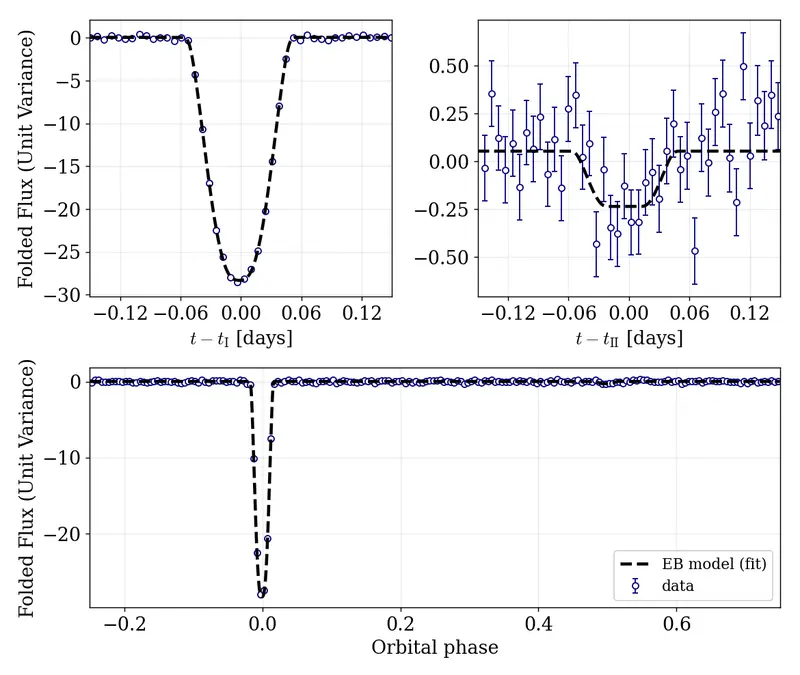 Folded Flux (Unit Variance)
0
−5
−10
−15
−20
−25
−30
−0.12 −0.06 0.00 0.06 0.12
t − tI [days]
0.50
0.25
0.00
−0.25
−0.50
−0.12 −0.06 0.00 0.06 0.12
t − tII [days]
Folded Flux (Unit Variance)
0
−10
−20
EB model (fit)
data
−0.2 0.0 0.2 0.4 0.6
Orbital phase